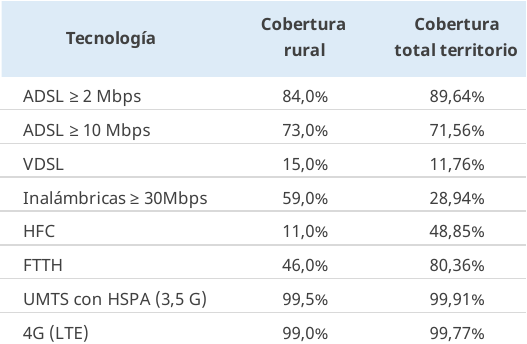 Tecnología Cobertura rural Cobertura total territorio
ADSL ≥ 2 Mbps 84,0% 89,64%
ADSL ≥ 10 Mbps 73,0% 71,56%
VDSL 15,0% 11,76%
Inalámbricas ≥ 30Mbps 59,0% 28,94%
HFC 11,0% 48,85%
FTTH 46,0% 80,36%
UMTS con HSPA (3,5 G) 99,5% 99,91%
4G (LTE) 99,0% 99,77%